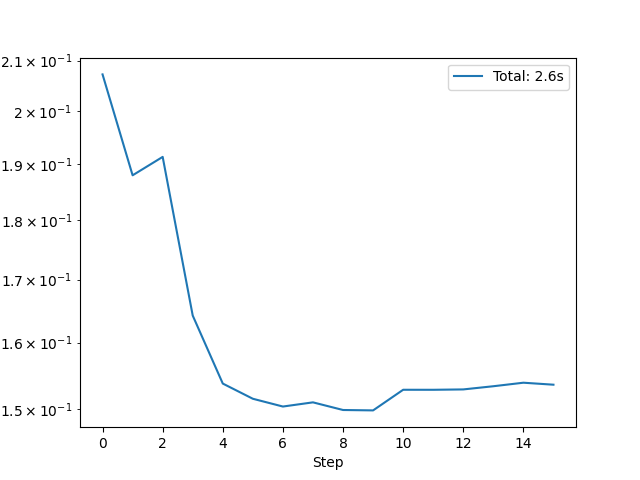 2.1 × 10⁻¹
2 × 10⁻¹
1.9 × 10⁻¹
1.8 × 10⁻¹
1.7 × 10⁻¹
1.6 × 10⁻¹
1.5 × 10⁻¹
Total: 2.6s
0 2 4 6 8 10 12 14
Step